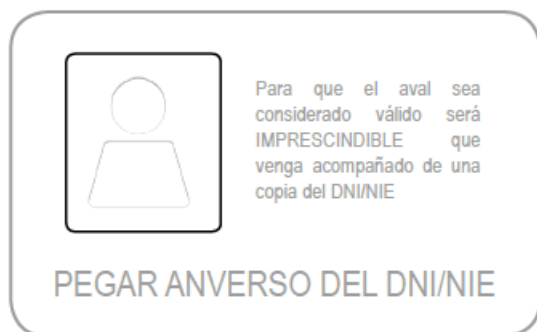 Para que el aval sea
considerado válido será
IMPRESCINDIBLE que
venga acompañado de una
copia del DNI/NIE
PEGAR ANVERSO DEL DNI/NIE